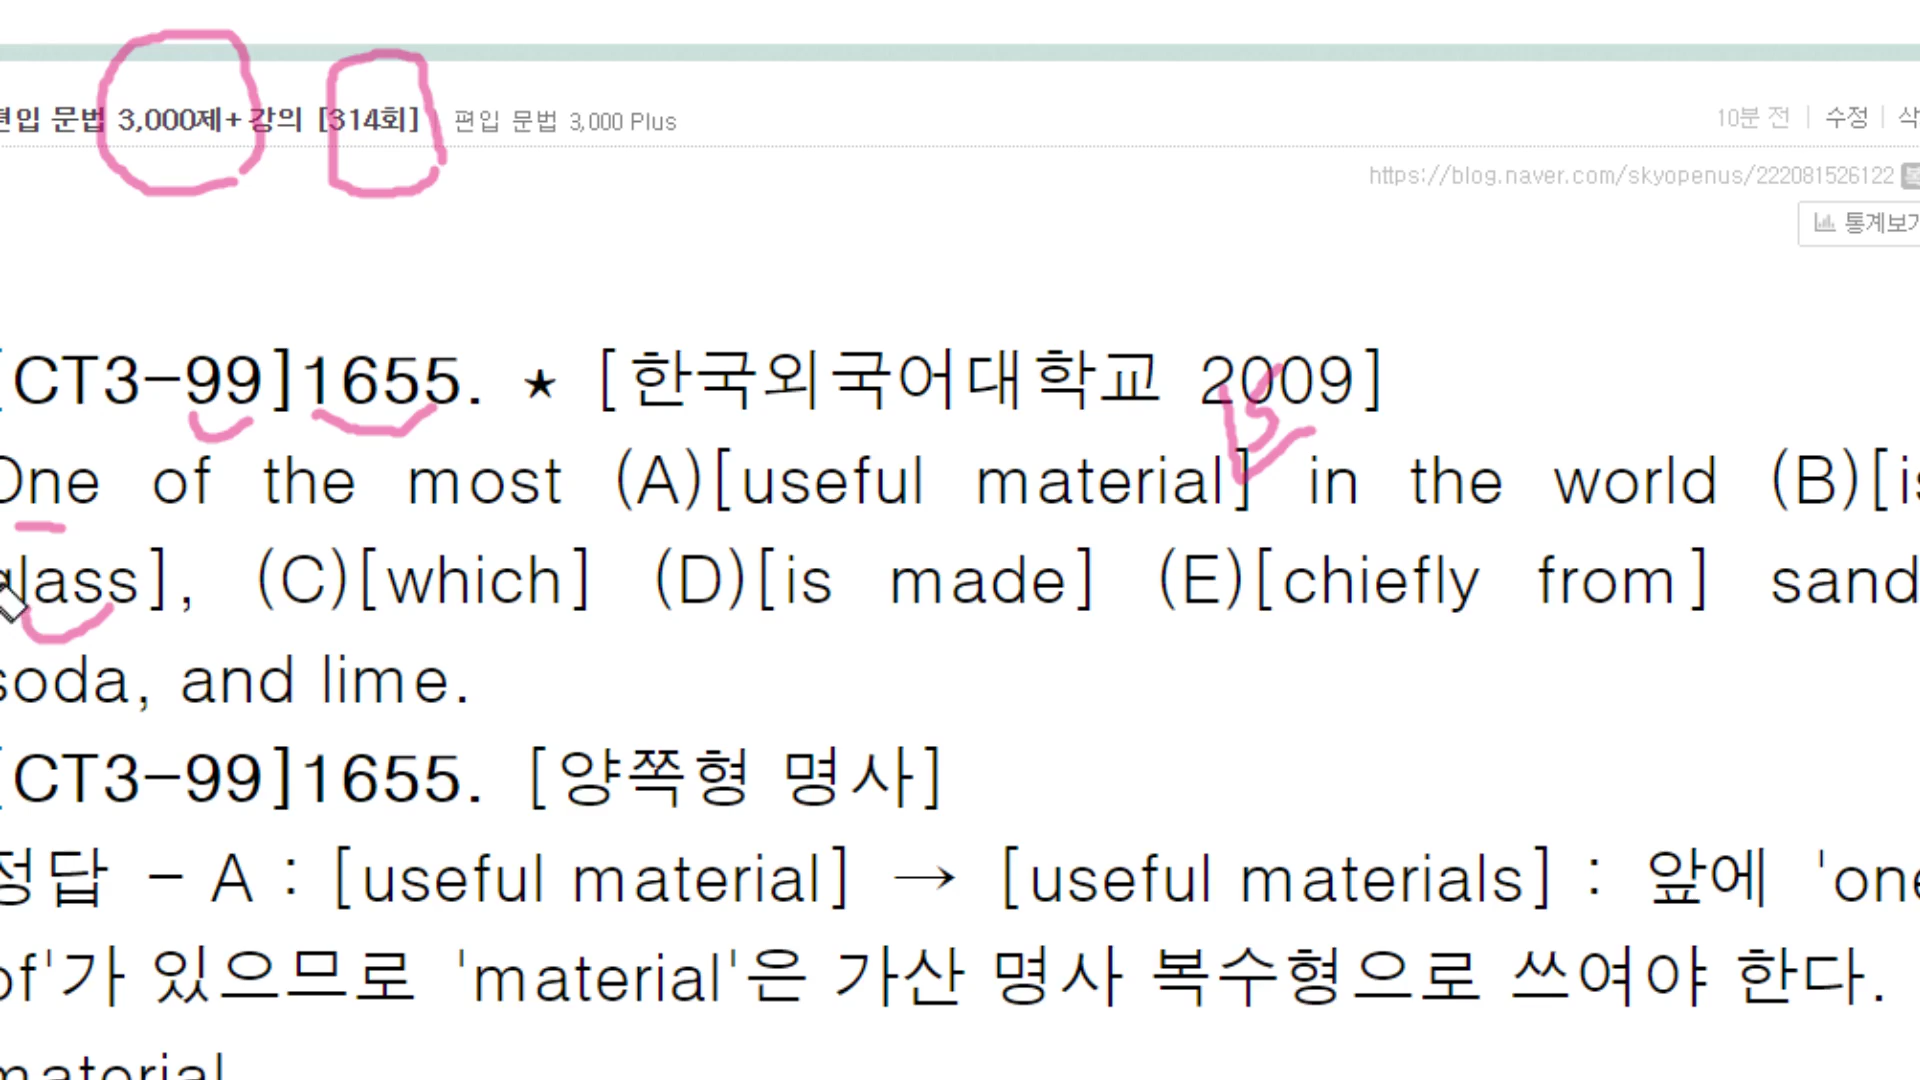 편입 문법 3,000제+ 강의 [314회] 편입 문법 3,000 Plus 10분 전 수정
https://blog.naver.com/skyopenus/222081526122
통계보기
[CT3-99]1655. ★ [한국외국어대학교 2009]
s
One of the most (A)[useful material] in the world (B)[is
glass], (C)[which] (D)[is made] (E)[chiefly from] sand
soda, and lime.
[CT3-99]1655. [양쪽형 명사]
정답 - A : [useful material] → [useful materials] : 앞에 'one
of'가 있으므로 'material'은 가산 명사 복수형으로 쓰여야 한다.
material